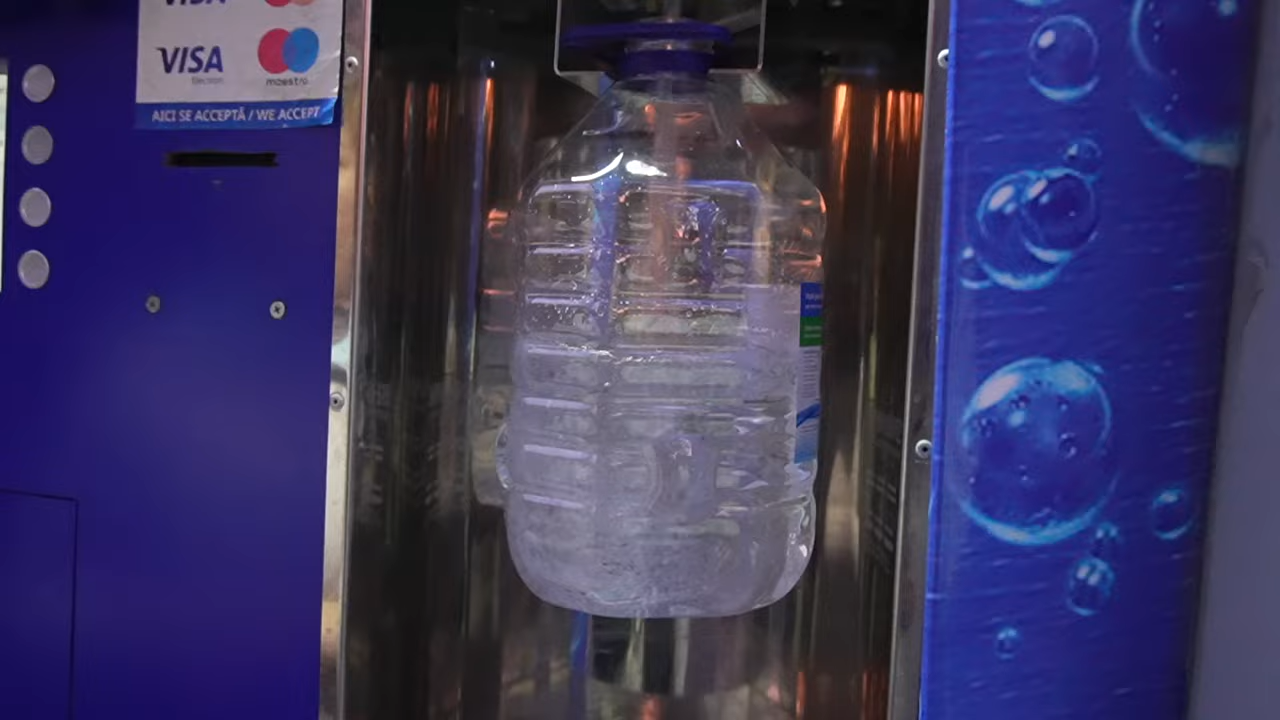 VISA
VISA
Electron
maestro
AICI SE ACCEPTĂ / WE ACCEPT